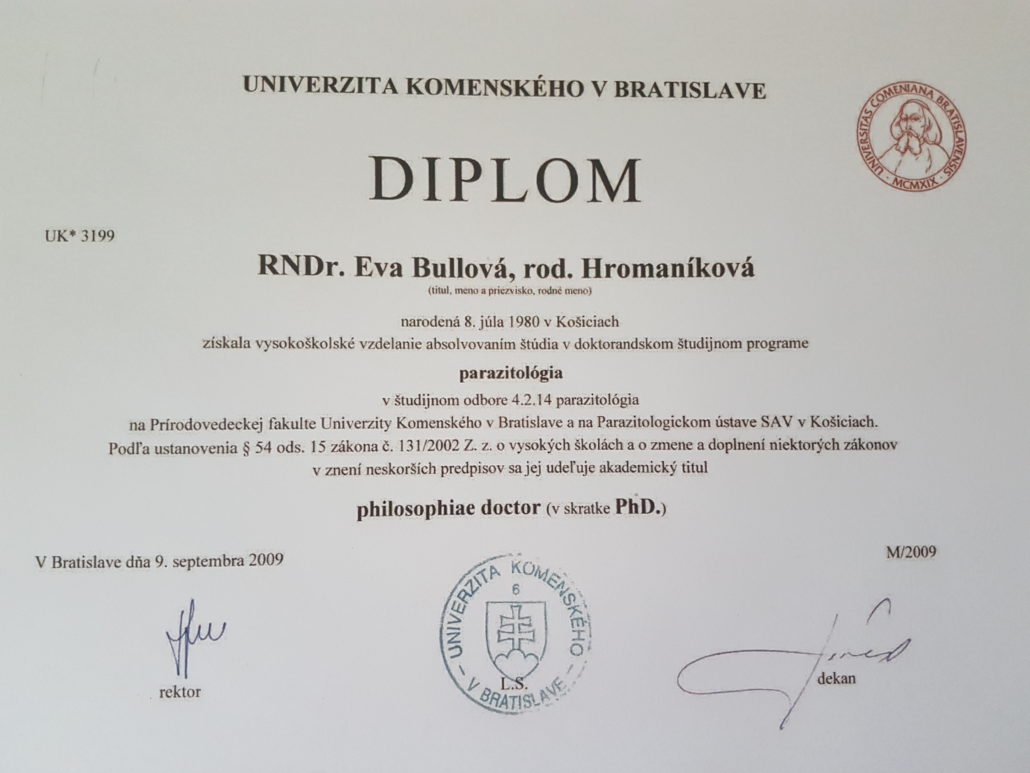 UNIVERZITA KOMENSKÉHO V BRATISLAVE
UNIVERSITAS COMENIANA BRATISLAVENSIS
· MCMXIX ·
DIPLOM
UK* 3199
RNDr. Eva Bullová, rod. Hromaníková
(titul, meno a priezvisko, rodné meno)
narodená 8. júla 1980 v Košiciach
získala vysokoškolské vzdelanie absolvovaním štúdia v doktorandskom študijnom programe
parazitológia
v študijnom odbore 4.2.14 parazitológia
na Prírodovedeckej fakulte Univerzity Komenského v Bratislave a na Parazitologickom ústave SAV v Košiciach.
Podľa ustanovenia § 54 ods. 15 zákona č. 131/2002 Z. z. o vysokých školách a o zmene a doplnení niektorých zákonov
v znení neskorších predpisov sa jej udeľuje akademický titul
philosophiae doctor (v skratke PhD.)
V Bratislave dňa 9. septembra 2009
M/2009
UNIVERZITA KOMENSKÉHO
6
– V BRATISLAVE –
L.S.
rektor
dekan